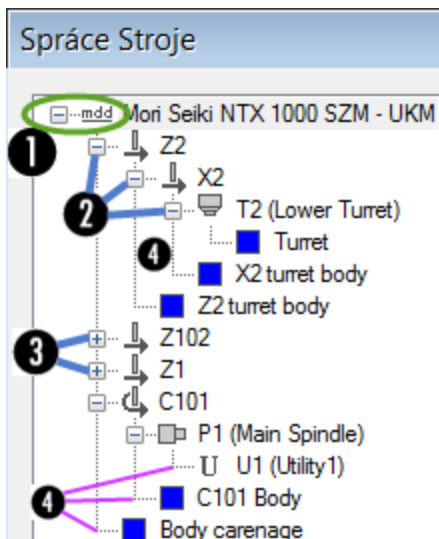 Spráce Stroje
mdd Mori Seiki NTX 1000 SZM - UKM
1
Z2
X2
2
T2 (Lower Turret)
Turret
4
X2 turret body
Z2 turret body
Z102
3
Z1
C101
P1 (Main Spindle)
U U1 (Utility1)
4
C101 Body
Body carenage